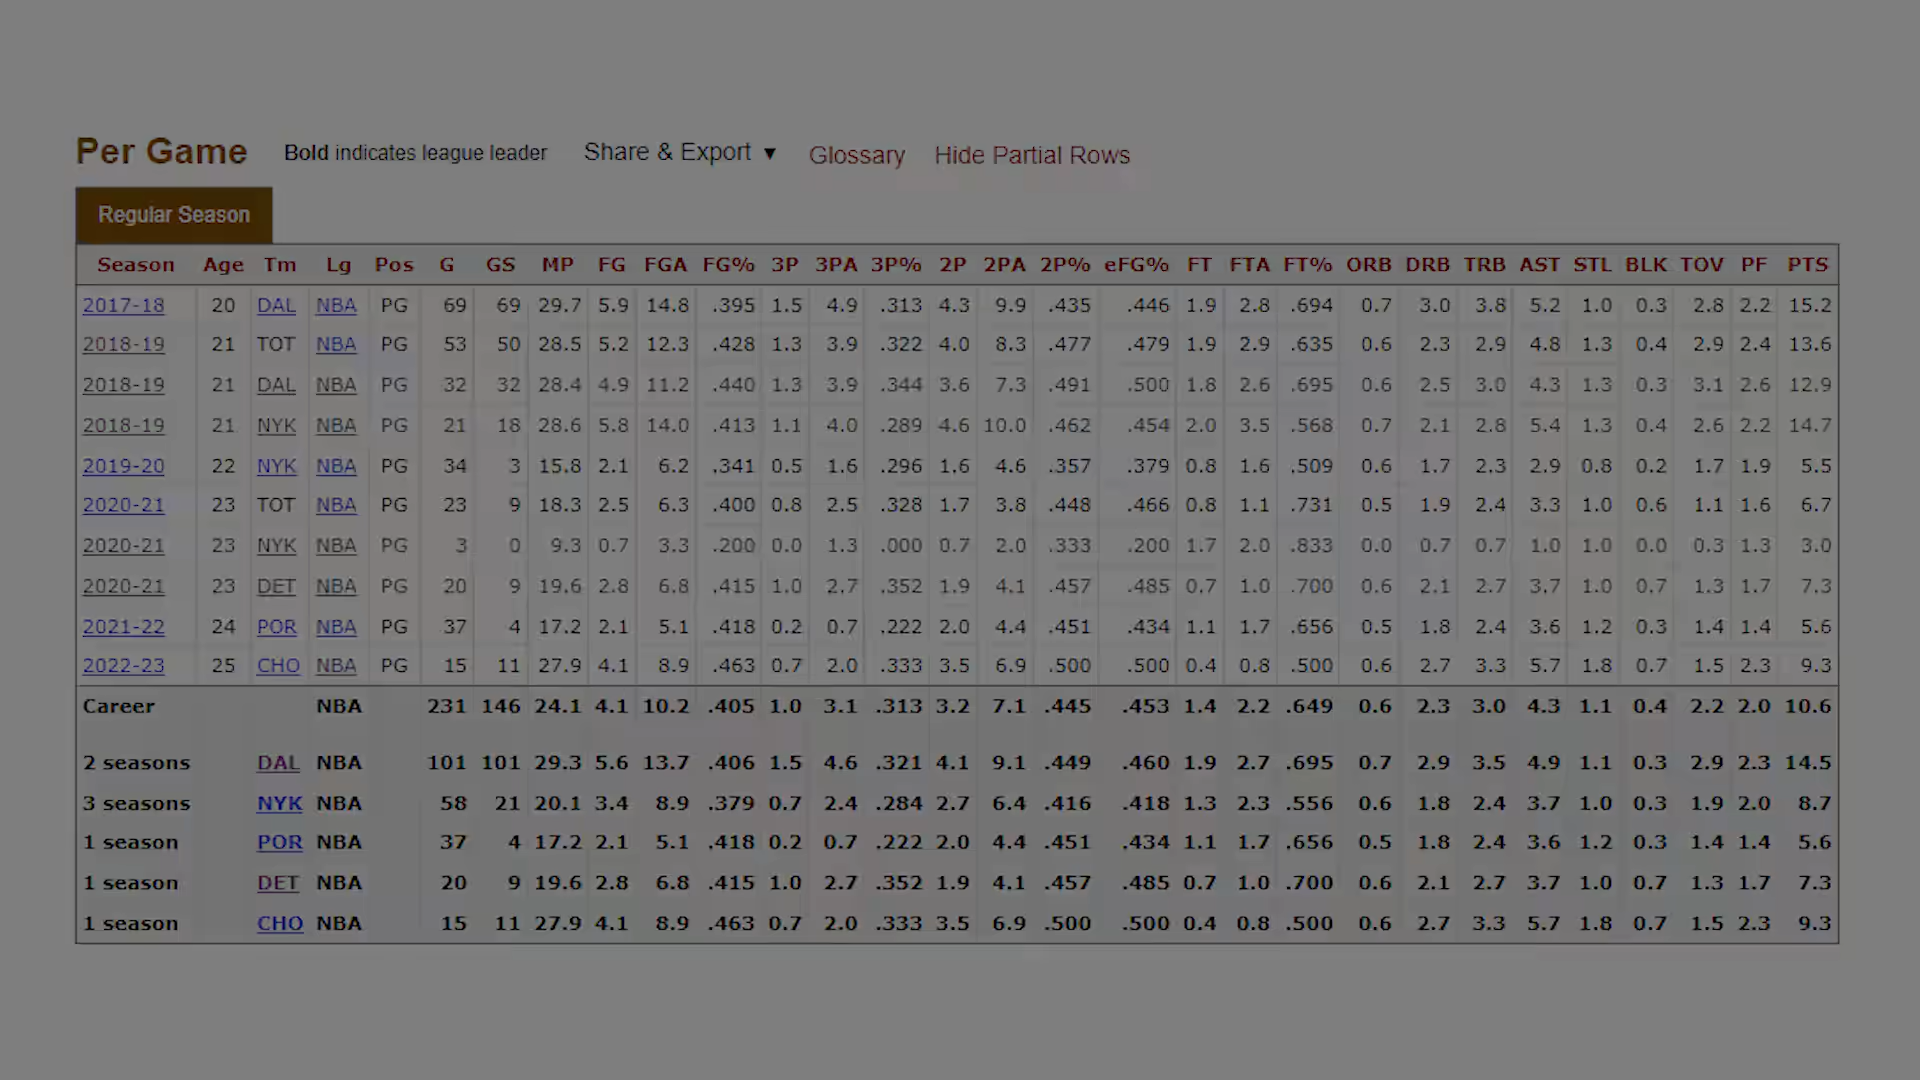 Per Game Bold indicates league leader Share & Export ▼ Glossary Hide Partial Rows
Regular Season
Season Age Tm Lg Pos G GS MP FG FGA FG% 3P 3PA 3P% 2P 2PA 2P% eFG% FT FTA FT% ORB DRB TRB AST STL BLK TOV PF PTS
2017-18 20 DAL NBA PG 69 69 29.7 5.9 14.8 .395 1.5 4.9 .313 4.3 9.9 .435 .446 1.9 2.8 .694 0.7 3.0 3.8 5.2 1.0 0.3 2.8 2.2 15.2
2018-19 21 TOT NBA PG 53 50 28.5 5.2 12.3 .428 1.3 3.9 .322 4.0 8.3 .477 .479 1.9 2.9 .635 0.6 2.3 2.9 4.8 1.3 0.4 2.9 2.4 13.6
2018-19 21 DAL NBA PG 32 32 28.4 4.9 11.2 .440 1.3 3.9 .344 3.6 7.3 .491 .500 1.8 2.6 .695 0.6 2.5 3.0 4.3 1.3 0.3 3.1 2.6 12.9
2018-19 21 NYK NBA PG 21 18 28.6 5.8 14.0 .413 1.1 4.0 .289 4.6 10.0 .462 .454 2.0 3.5 .568 0.7 2.1 2.8 5.4 1.3 0.4 2.6 2.2 14.7
2019-20 22 NYK NBA PG 34 3 15.8 2.1 6.2 .341 0.5 1.6 .296 1.6 4.6 .357 .379 0.8 1.6 .509 0.6 1.7 2.3 2.9 0.8 0.2 1.7 1.9 5.5
2020-21 23 TOT NBA PG 23 9 18.3 2.5 6.3 .400 0.8 2.5 .328 1.7 3.8 .448 .466 0.8 1.1 .731 0.5 1.9 2.4 3.3 1.0 0.6 1.1 1.6 6.7
2020-21 23 NYK NBA PG 3 0 9.3 0.7 3.3 .200 0.0 1.3 .000 0.7 2.0 .333 .200 1.7 2.0 .833 0.0 0.7 0.7 1.0 1.0 0.0 0.3 1.3 3.0
2020-21 23 DET NBA PG 20 9 19.6 2.8 6.8 .415 1.0 2.7 .352 1.9 4.1 .457 .485 0.7 1.0 .700 0.6 2.1 2.7 3.7 1.0 0.7 1.3 1.7 7.3
2021-22 24 POR NBA PG 37 4 17.2 2.1 5.1 .418 0.2 0.7 .222 2.0 4.4 .451 .434 1.1 1.7 .656 0.5 1.8 2.4 3.6 1.2 0.3 1.4 1.4 5.6
2022-23 25 CHO NBA PG 15 11 27.9 4.1 8.9 .463 0.7 2.0 .333 3.5 6.9 .500 .500 0.4 0.8 .500 0.6 2.7 3.3 5.7 1.8 0.7 1.5 2.3 9.3
Career NBA 231 146 24.1 4.1 10.2 .405 1.0 3.1 .313 3.2 7.1 .445 .453 1.4 2.2 .649 0.6 2.3 3.0 4.3 1.1 0.4 2.2 2.0 10.6
2 seasons DAL NBA 101 101 29.3 5.6 13.7 .406 1.5 4.6 .321 4.1 9.1 .449 .460 1.9 2.7 .695 0.7 2.9 3.5 4.9 1.1 0.3 2.9 2.3 14.5
3 seasons NYK NBA 58 21 20.1 3.4 8.9 .379 0.7 2.4 .284 2.7 6.4 .416 .418 1.3 2.3 .556 0.6 1.8 2.4 3.7 1.0 0.3 1.9 2.0 8.7
1 season POR NBA 37 4 17.2 2.1 5.1 .418 0.2 0.7 .222 2.0 4.4 .451 .434 1.1 1.7 .656 0.5 1.8 2.4 3.6 1.2 0.3 1.4 1.4 5.6
1 season DET NBA 20 9 19.6 2.8 6.8 .415 1.0 2.7 .352 1.9 4.1 .457 .485 0.7 1.0 .700 0.6 2.1 2.7 3.7 1.0 0.7 1.3 1.7 7.3
1 season CHO NBA 15 11 27.9 4.1 8.9 .463 0.7 2.0 .333 3.5 6.9 .500 .500 0.4 0.8 .500 0.6 2.7 3.3 5.7 1.8 0.7 1.5 2.3 9.3